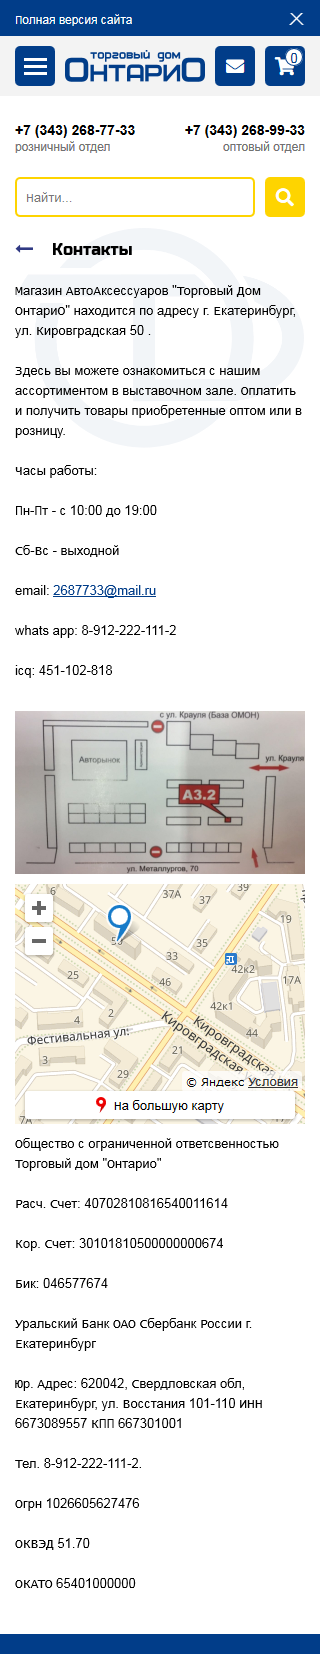 Полная версия сайта
торговый дом
ОнтариО
0
+7 (343) 268-77-33
розничный отдел
+7 (343) 268-99-33
оптовый отдел
Найти...
Контакты
Магазин АвтоАксессуаров "Торговый Дом
ОнтариО" находится по адресу г. Екатеринбург,
ул. Кировградская 50 .
Здесь вы можете ознакомиться с нашим
ассортиментом в выставочном зале. Оплатить
и получить товары приобретенные оптом или в
розницу.
Часы работы:
Пн-Пт - с 10:00 до 19:00
Сб-Вс - выходной
email: 2687733@mail.ru
whats app: 8-912-222-111-2
icq: 451-102-818
с ул. Крауля (База ОМОН)
ул. Крауля
Авторынок
А3.2
ул. Металлургов, 70
6
37А
39
19
50
35
33
25
46
42к2
17А
4
2
42к1
44
Фестивальная ул.
Кировградская
Кировградская
3
21
23
29
7А
© Яндекс Условия
На большую карту
Общество с ограниченной ответсвенностью
Торговый дом "Онтарио"
Расч. Счет: 40702810816540011614
Кор. Счет: 30101810500000000674
Бик: 046577674
Уральский Банк ОАО Сбербанк России г.
Екатеринбург
Юр. Адрес: 620042, Свердловская обл,
Екатеринбург, ул. Восстания 101-110 ИНН
6673089557 КПП 667301001
Тел. 8-912-222-111-2.
Огрн 1026605627476
ОКВЭД 51.70
ОКАТО 65401000000